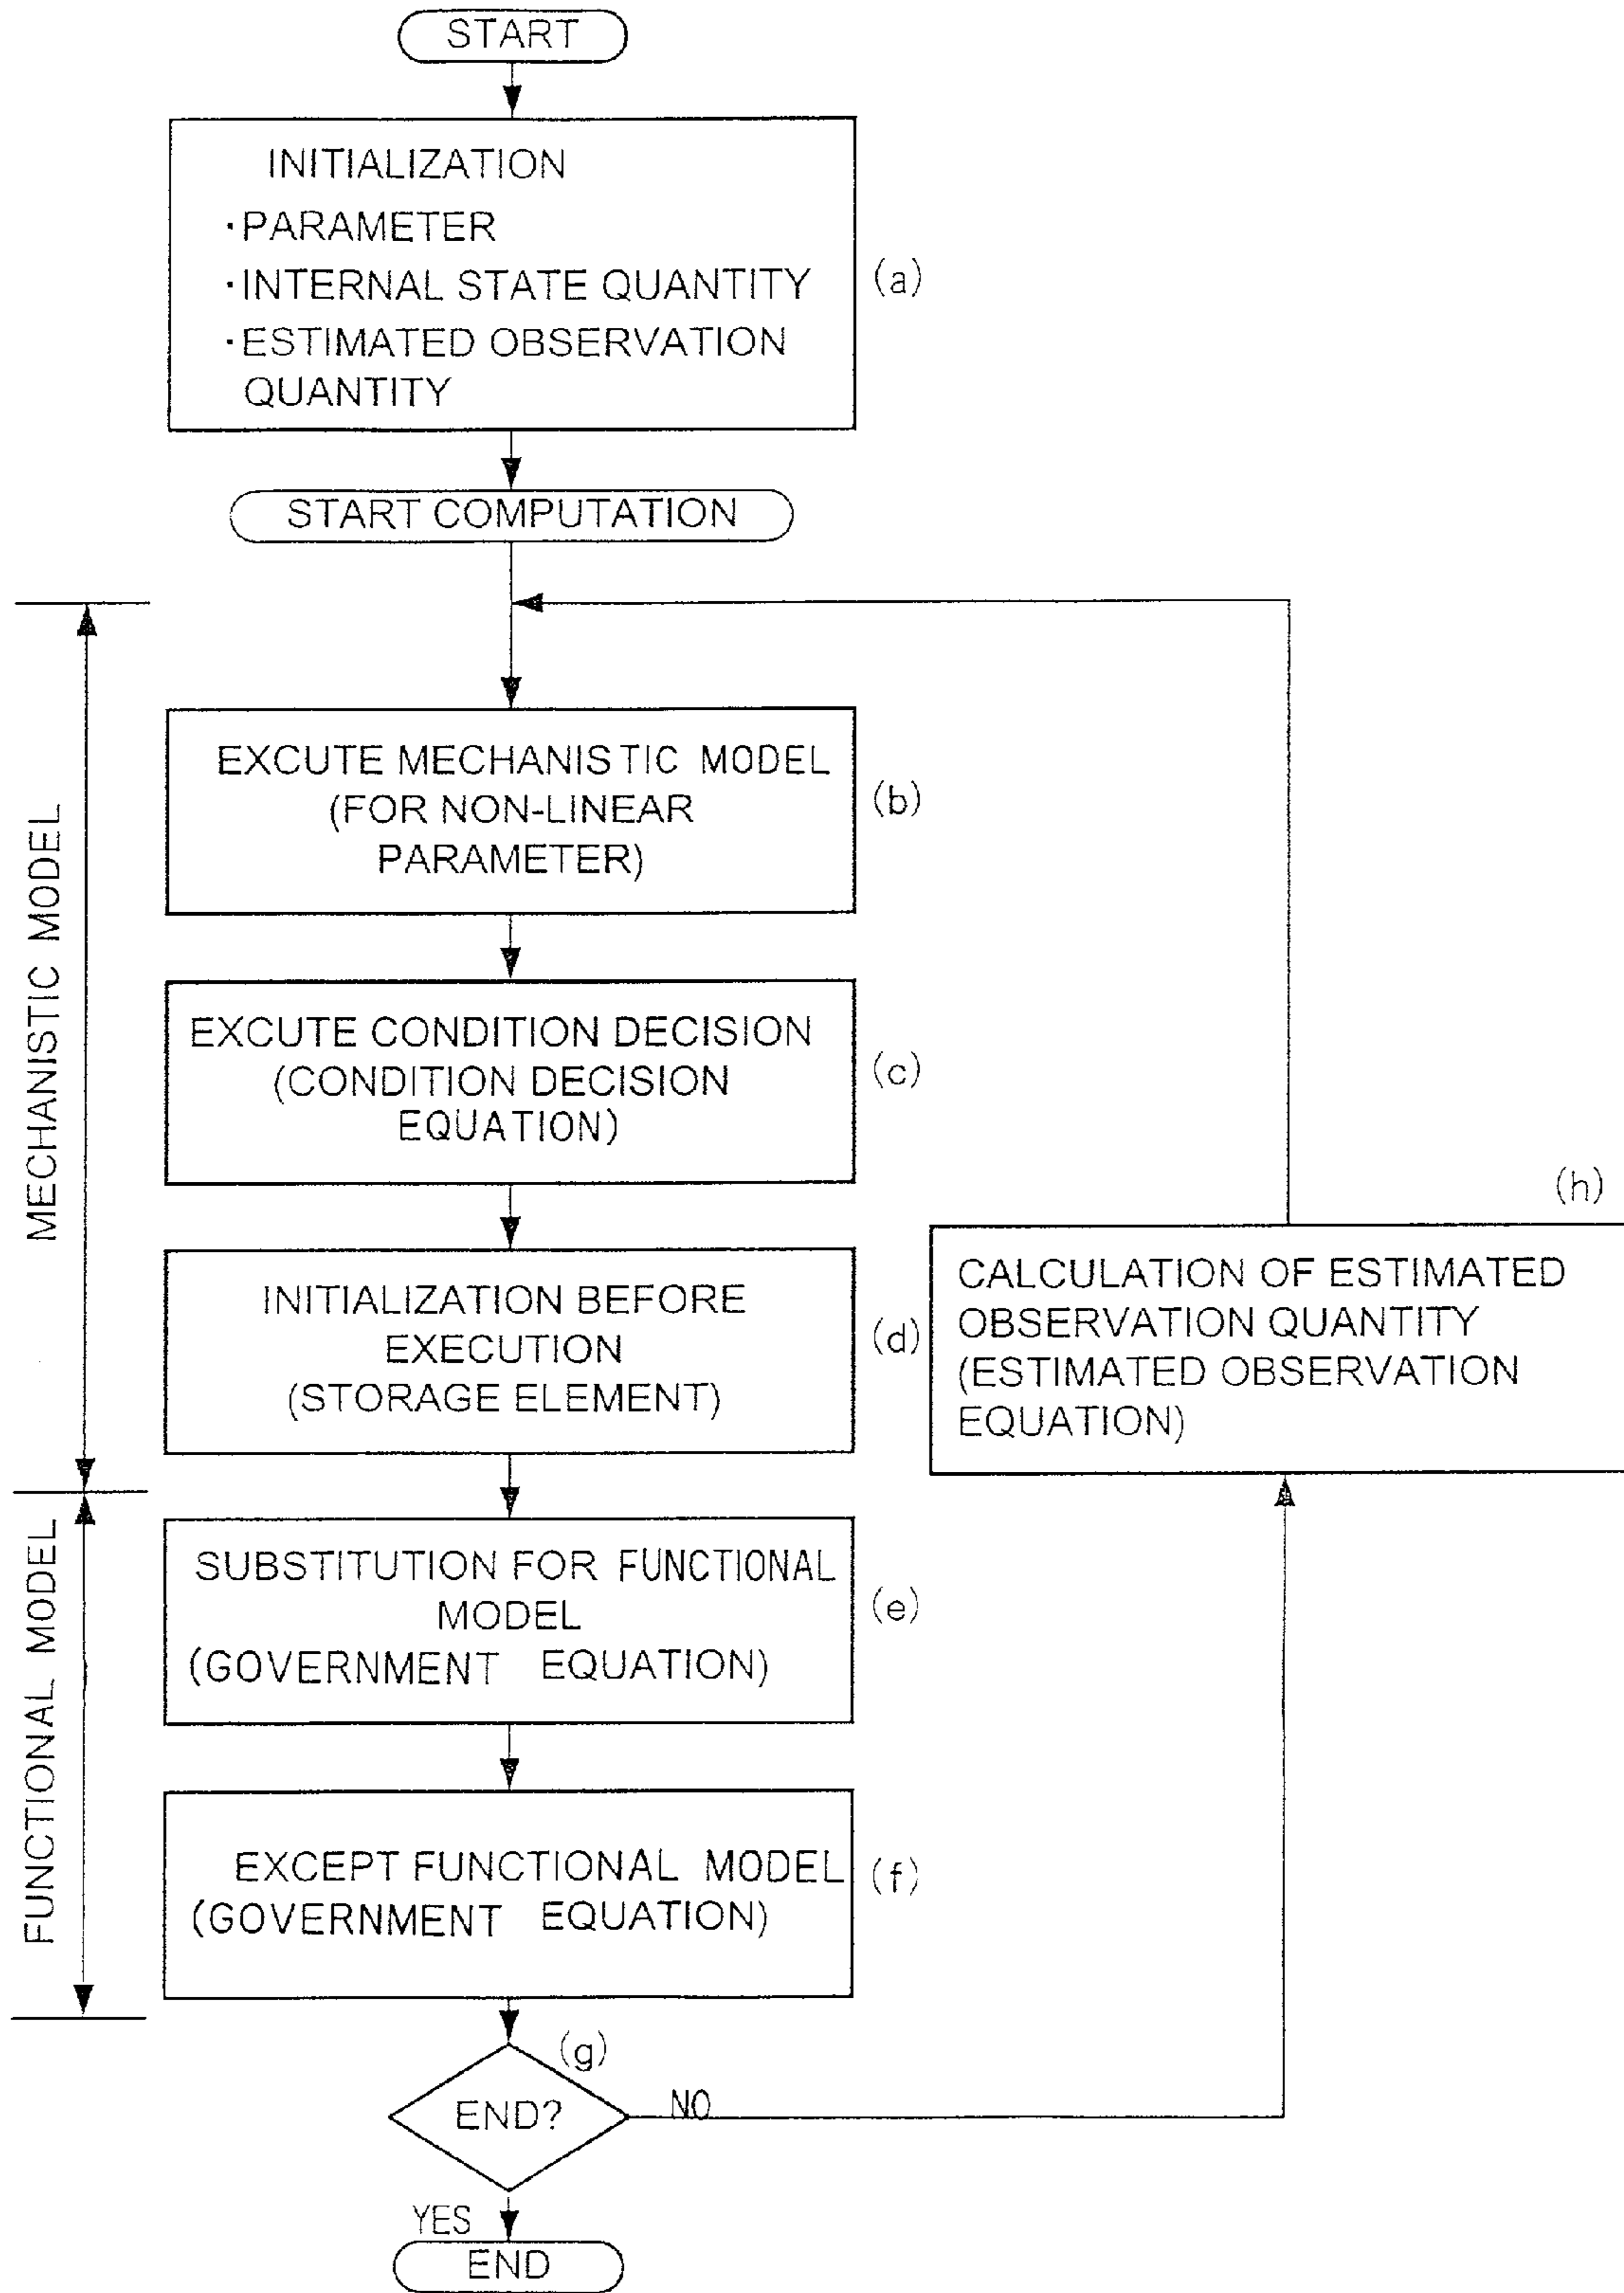 START
INITIALIZATION
·PARAMETER
·INTERNAL STATE QUANTITY
·ESTIMATED OBSERVATION
QUANTITY
(a)
START COMPUTATION
MECHANISTIC MODEL
EXCUTE MECHANISTIC MODEL
(FOR NON-LINEAR
PARAMETER)
(b)
EXCUTE CONDITION DECISION
(CONDITION DECISION
EQUATION)
(c)
INITIALIZATION BEFORE
EXECUTION
(STORAGE ELEMENT)
(d)
(h)
CALCULATION OF ESTIMATED
OBSERVATION QUANTITY
(ESTIMATED OBSERVATION
EQUATION)
FUNCTIONAL MODEL
SUBSTITUTION FOR FUNCTIONAL
MODEL
(GOVERNMENT EQUATION)
(e)
EXCEPT FUNCTIONAL MODEL
(GOVERNMENT EQUATION)
(f)
(g)
END?
NO
YES
END